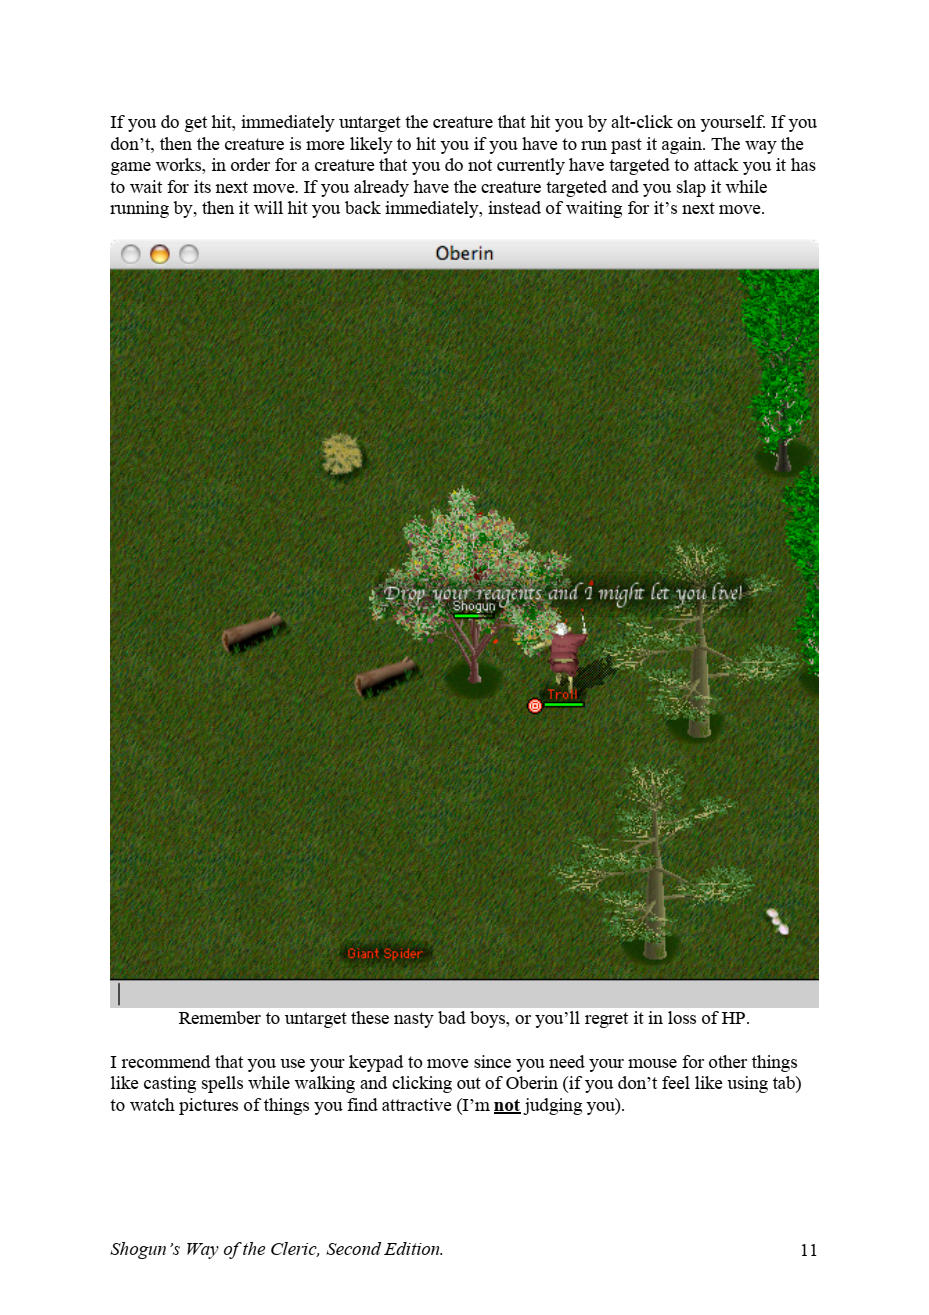 If you do get hit, immediately untarget the creature that hit you by alt-click on yourself. If you
don’t, then the creature is more likely to hit you if you have to run past it again. The way the
game works, in order for a creature that you do not currently have targeted to attack you it has
to wait for its next move. If you already have the creature targeted and you slap it while
running by, then it will hit you back immediately, instead of waiting for it’s next move.
Oberin
Drop your reagents and I might let you live!
Shogun
Troll
Giant Spider
Remember to untarget these nasty bad boys, or you’ll regret it in loss of HP.
I recommend that you use your keypad to move since you need your mouse for other things
like casting spells while walking and clicking out of Oberin (if you don’t feel like using tab)
to watch pictures of things you find attractive (I’m not judging you).
Shogun’s Way of the Cleric, Second Edition.
11